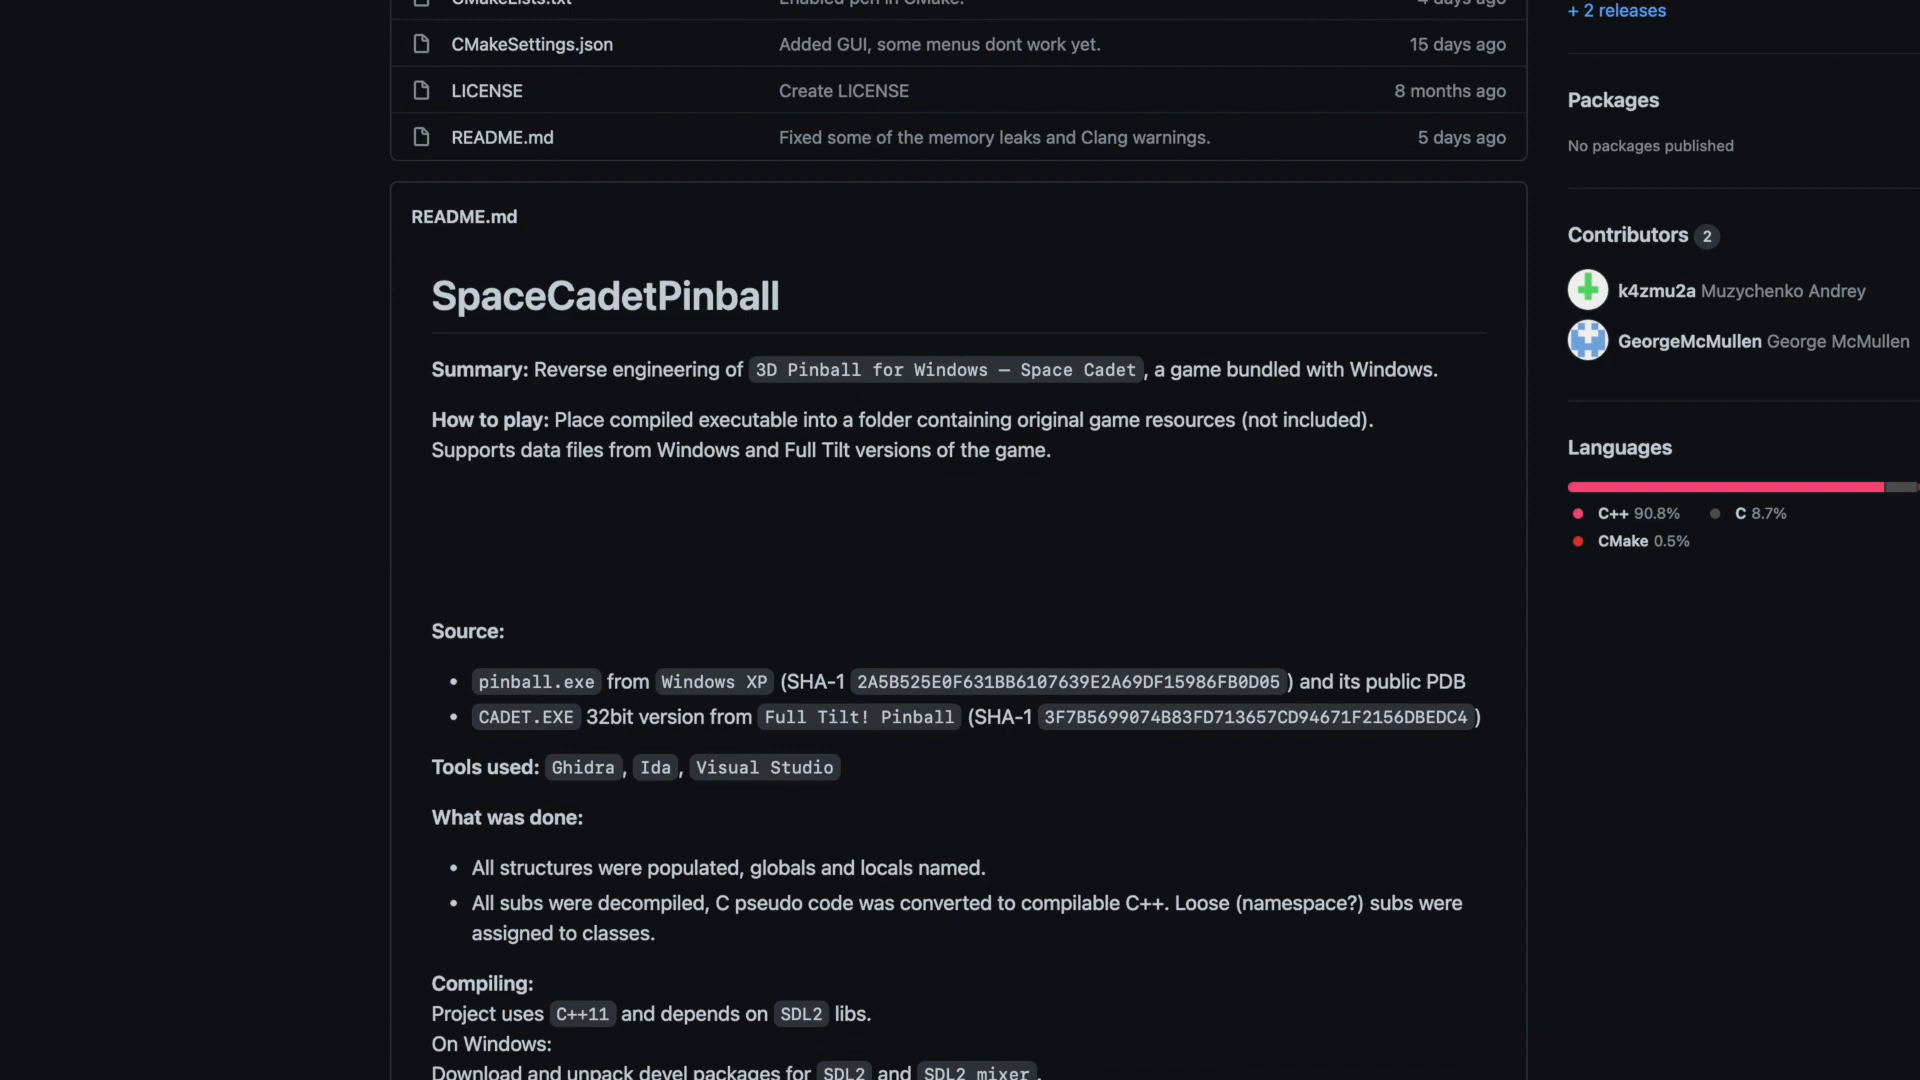 CMakeLists.txt Enabled pch in CMake. 4 days ago
+ 2 releases
CMakeSettings.json Added GUI, some menus dont work yet. 15 days ago
LICENSE Create LICENSE 8 months ago
Packages
README.md Fixed some of the memory leaks and Clang warnings. 5 days ago
No packages published
README.md
Contributors 2
SpaceCadetPinball
k4zmu2a Muzychenko Andrey
GeorgeMcMullen George McMullen
Summary: Reverse engineering of 3D Pinball for Windows – Space Cadet, a game bundled with Windows.
How to play: Place compiled executable into a folder containing original game resources (not included).
Supports data files from Windows and Full Tilt versions of the game.
Languages
C++ 90.8% C 8.7%
CMake 0.5%
Source:
• pinball.exe from Windows XP (SHA-1 2A5B525E0F631BB6107639E2A69DF15986FB0D05) and its public PDB
• CADET.EXE 32bit version from Full Tilt! Pinball (SHA-1 3F7B5699074B83FD713657CD94671F2156DBEDC4)
Tools used: Ghidra, Ida, Visual Studio
What was done:
• All structures were populated, globals and locals named.
• All subs were decompiled, C pseudo code was converted to compilable C++. Loose (namespace?) subs were
assigned to classes.
Compiling:
Project uses C++11 and depends on SDL2 libs.
On Windows:
Download and unpack devel packages for SDL2 and SDL2_mixer.